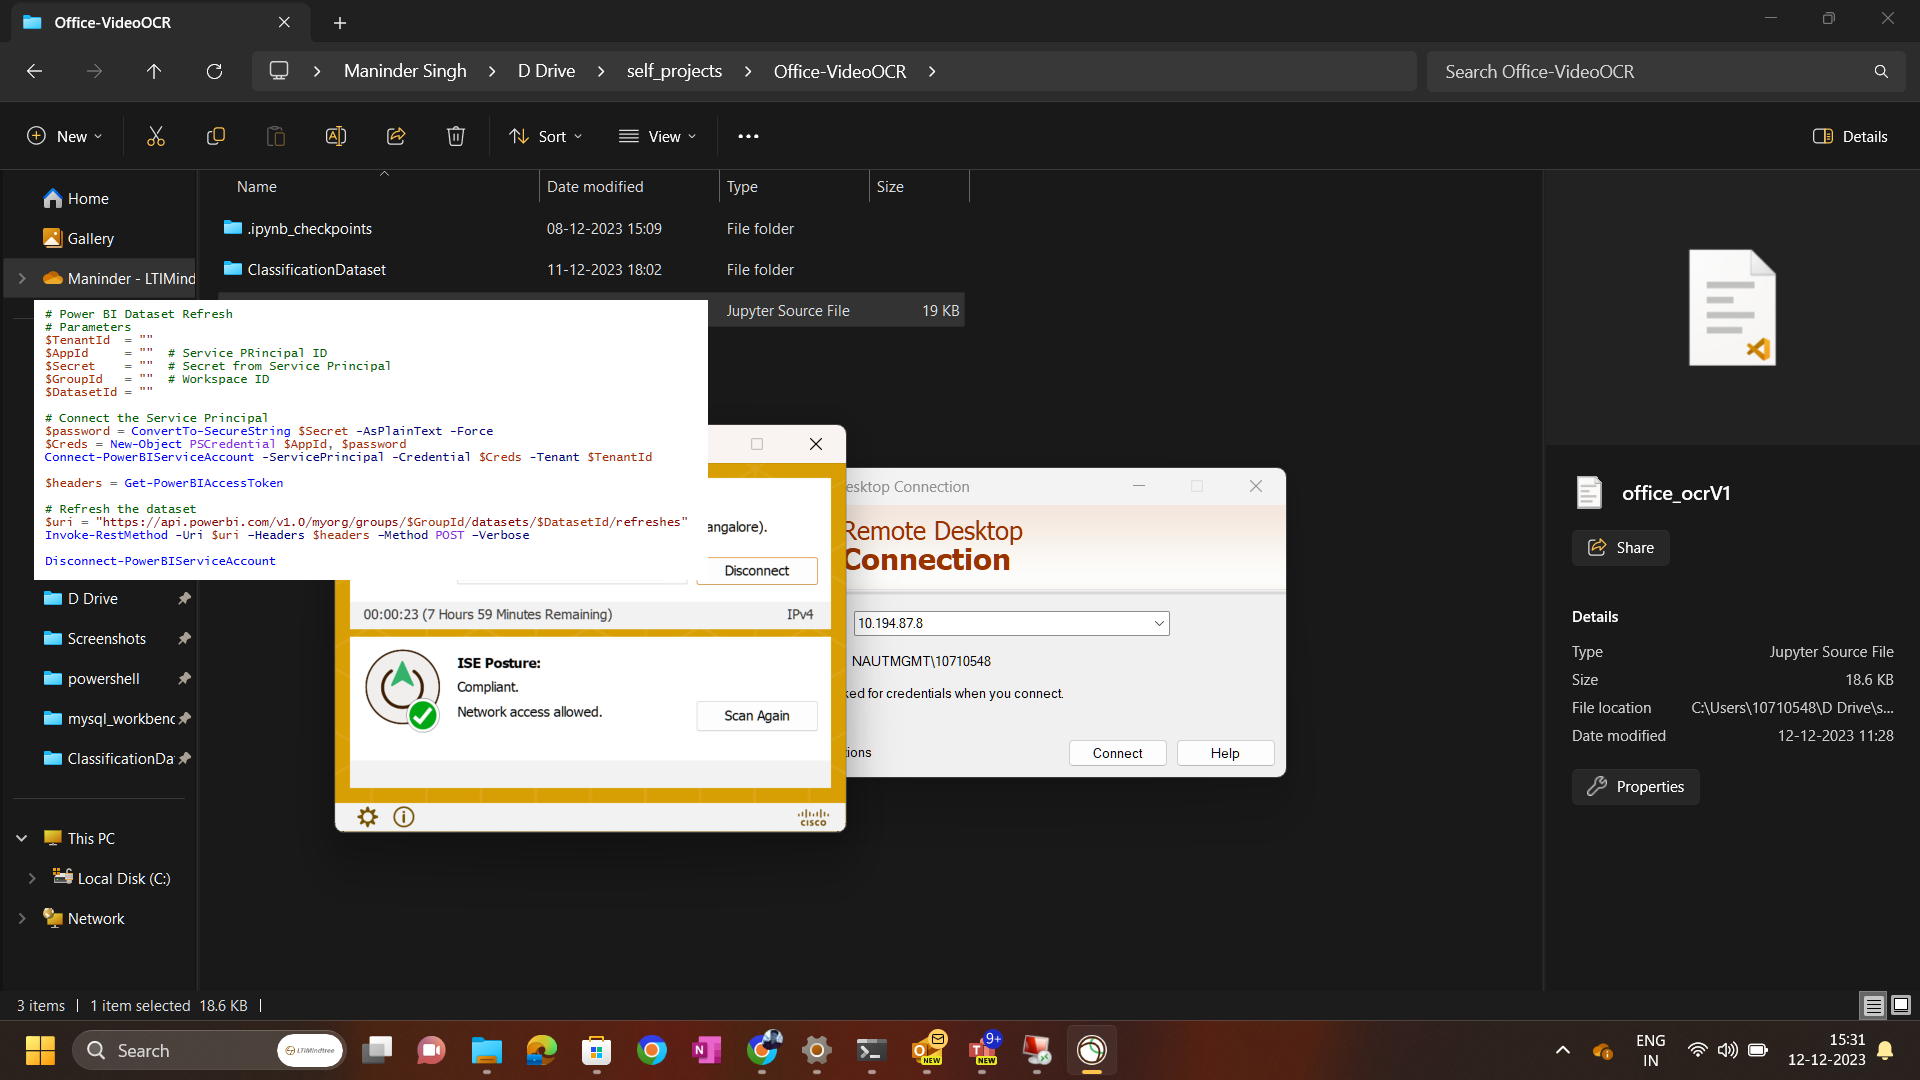 Office-VideoOCR
Maninder Singh
D Drive
self_projects
Office-VideoOCR
Search Office-VideoOCR
New
Sort
View
Details
Home
Gallery
Maninder - LTIMind
Name
Date modified
Type
Size
.ipynb_checkpoints
08-12-2023 15:09
File folder
ClassificationDataset
11-12-2023 18:02
File folder
Jupyter Source File
19 KB
# Power BI Dataset Refresh
# Parameters
$TenantId = ""
$AppId = "" # Service PRincipal ID
$Secret = "" # Secret from Service Principal
$GroupId = "" # Workspace ID
$DatasetId = ""
# Connect the Service Principal
$password = ConvertTo-SecureString $Secret -AsPlainText -Force
$Creds = New-Object PSCredential $AppId, $password
Connect-PowerBIServiceAccount -ServicePrincipal -Credential $Creds -Tenant $TenantId
$headers = Get-PowerBIAccessToken
# Refresh the dataset
$uri = "https://api.powerbi.com/v1.0/myorg/groups/$GroupId/datasets/$DatasetId/refreshes"
Invoke-RestMethod -Uri $uri -Headers $headers -Method POST -Verbose
Disconnect-PowerBIServiceAccount
angalore).
Disconnect
00:00:23 (7 Hours 59 Minutes Remaining)
IPv4
ISE Posture:
Compliant.
Network access allowed.
Scan Again
CISCO
esktop Connection
Remote Desktop
Connection
10.194.87.8
NAUTMGMT\10710548
ked for credentials when you connect.
tions
Connect
Help
D Drive
Screenshots
powershell
mysql_workbenc
ClassificationDa
This PC
Local Disk (C:)
Network
office_ocrV1
Share
Details
Type
Jupyter Source File
Size
18.6 KB
File location
C:\Users\10710548\D Drive\s...
Date modified
12-12-2023 11:28
Properties
3 items
1 item selected 18.6 KB
Search
LTIMindtree
NEW
9+
NEW
ENG
IN
15:31
12-12-2023